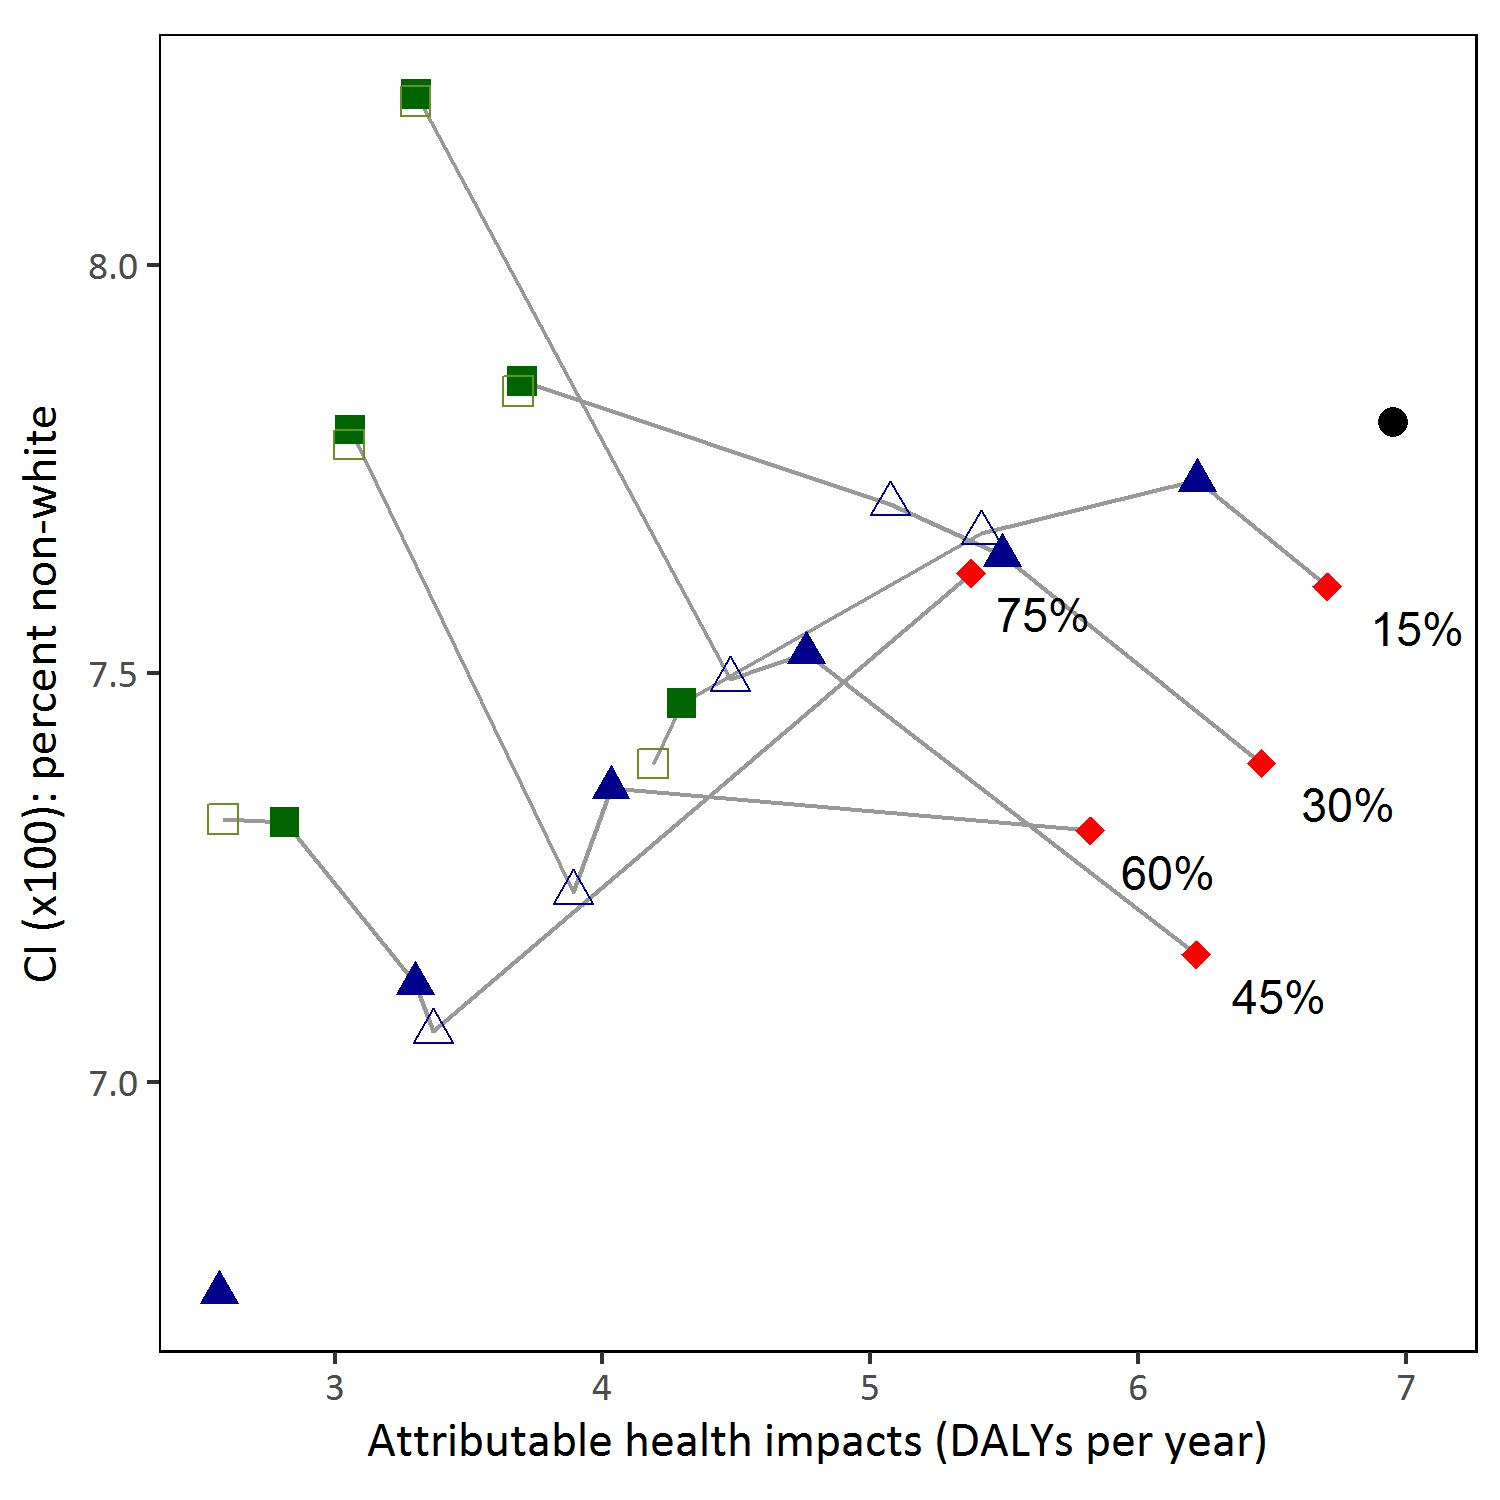 8.0
7.5
7.0
CI (x100): percent non-white
75%
15%
30%
60%
45%
3 4 5 6 7
Attributable health impacts (DALYs per year)